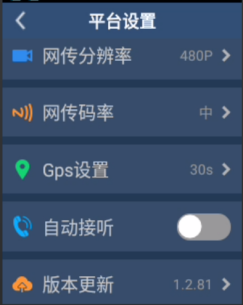 平台设置
网传分辨率 480P
网传码率 中
Gps设置 30s
自动接听
版本更新 1.2.81